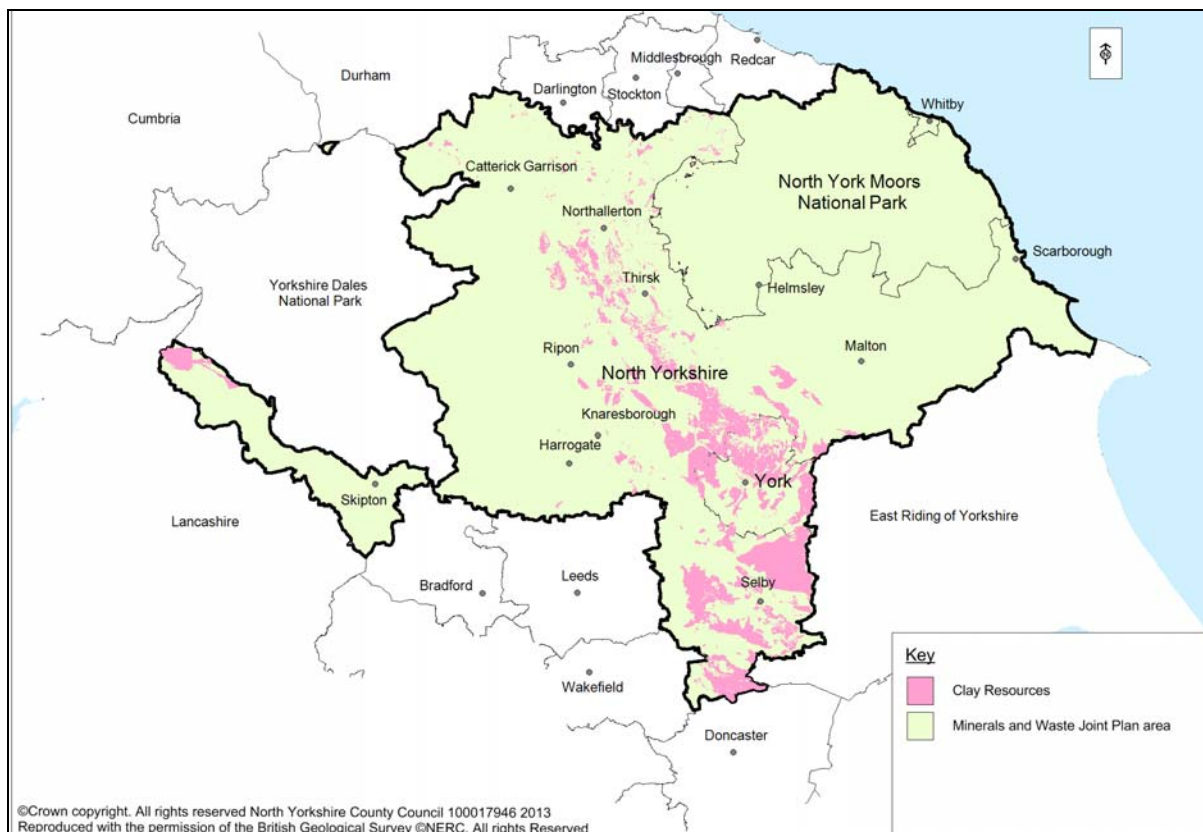 Durham
Middlesbrough
Redcar
Darlington
Stockton
Cumbria
Whitby
Catterick Garrison
North York Moors
National Park
Northallerton
Scarborough
Thirsk
Helmsley
Yorkshire Dales
National Park
Ripon
North Yorkshire
Malton
Knaresborough
Harrogate
York
Skipton
Lancashire
East Riding of Yorkshire
Bradford
Leeds
Selby
Wakefield
Doncaster
Key
Clay Resources
Minerals and Waste Joint Plan area
©Crown copyright. All rights reserved North Yorkshire County Council 100017946 2013
Reproduced with the permission of the British Geological Survey ©NERC. All rights Reserved